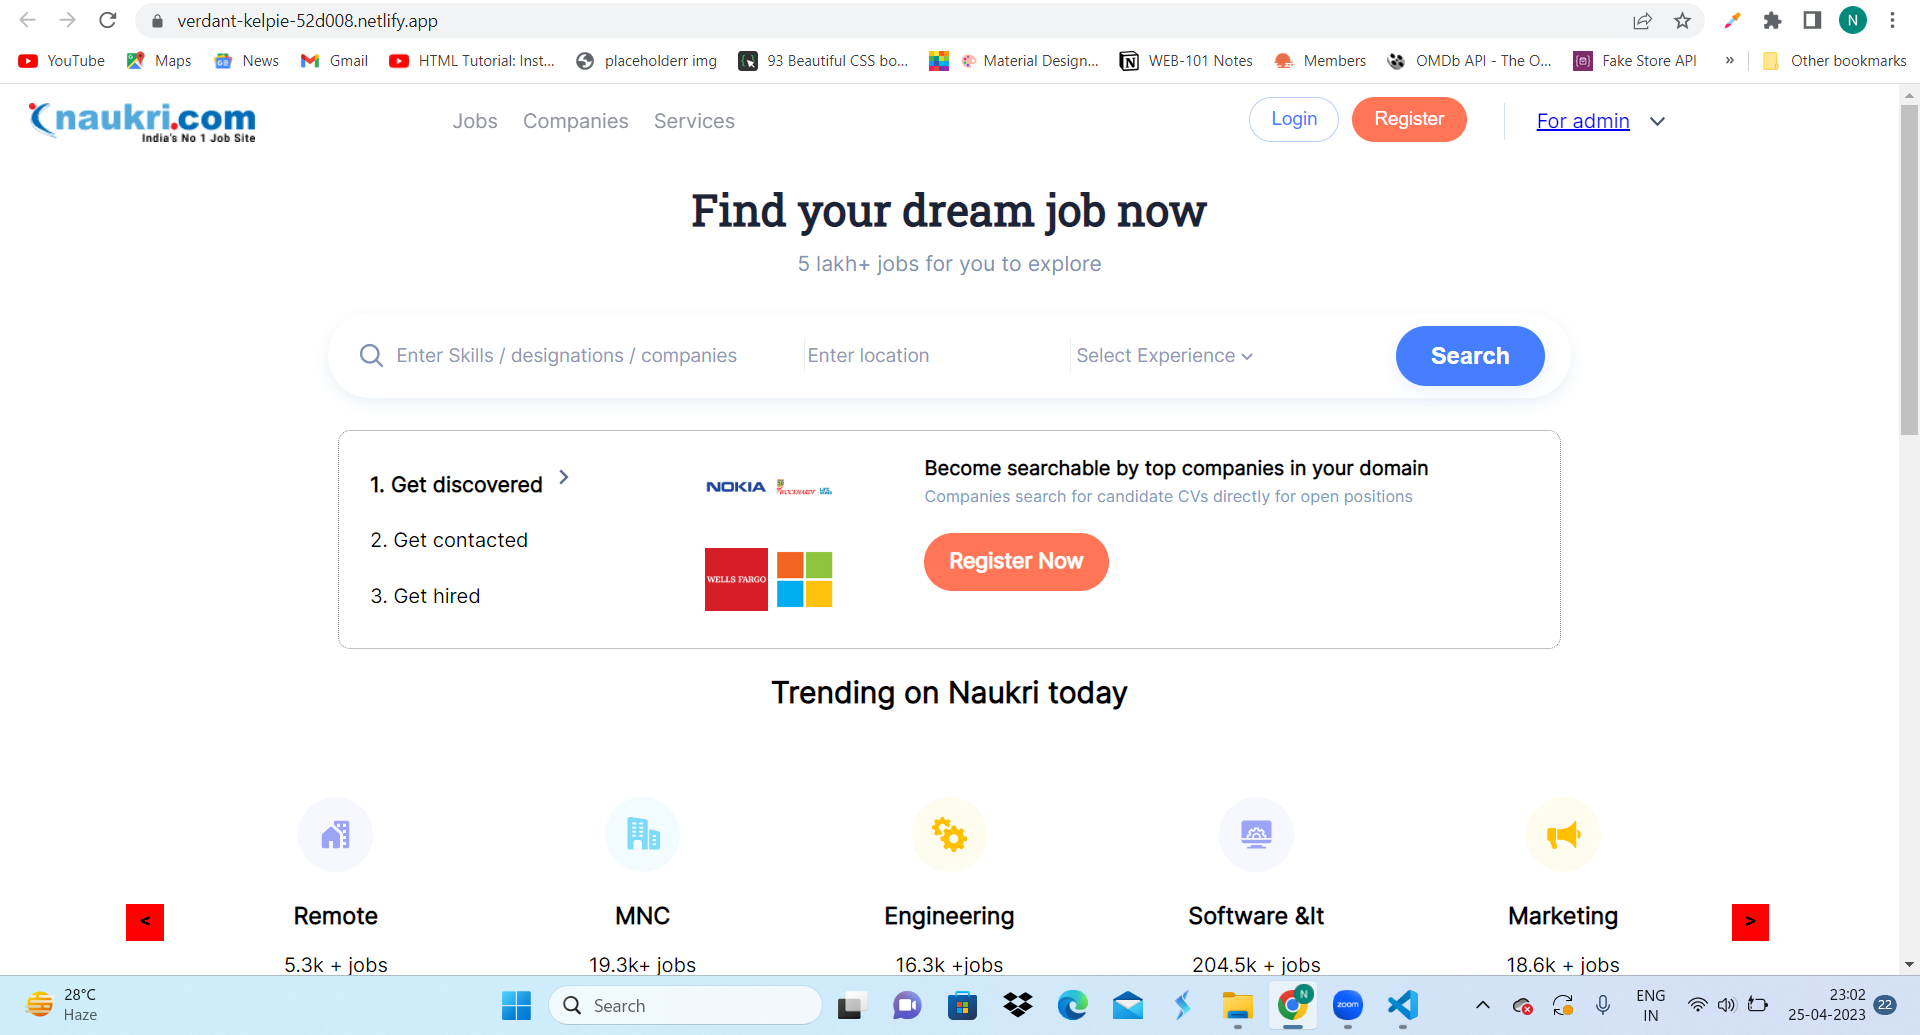 verdant-kelpie-52d008.netlify.app
N
YouTube Maps News Gmail HTML Tutorial: Inst... placeholderr img 93 Beautiful CSS bo... Material Design... WEB-101 Notes Members OMDb API - The O... Fake Store API » Other bookmarks
naukri.com
India's No 1 Job Site
Jobs Companies Services Login Register For admin
Find your dream job now
5 lakh+ jobs for you to explore
Enter Skills / designations / companies Enter location Select Experience Search
1. Get discovered
2. Get contacted
3. Get hired
NOKIA WOCKHARDT
WELLS FARGO
Become searchable by top companies in your domain
Companies search for candidate CVs directly for open positions
Register Now
Trending on Naukri today
< Remote MNC Engineering Software &It Marketing >
5.3k + jobs 19.3k+ jobs 16.3k +jobs 204.5k + jobs 18.6k + jobs
28°C
Haze
Search
N
zoom
ENG
IN
23:02
25-04-2023
22